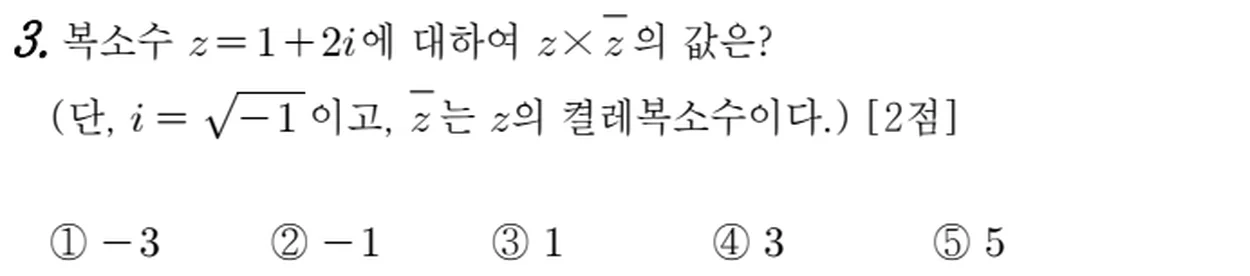 3. 복소수 z=1+2i에 대하여 z×z̅의 값은?
(단, i=√-1 이고, z̅는 z의 켤레복소수이다.) [2점]
① -3 ② -1 ③ 1 ④ 3 ⑤ 5